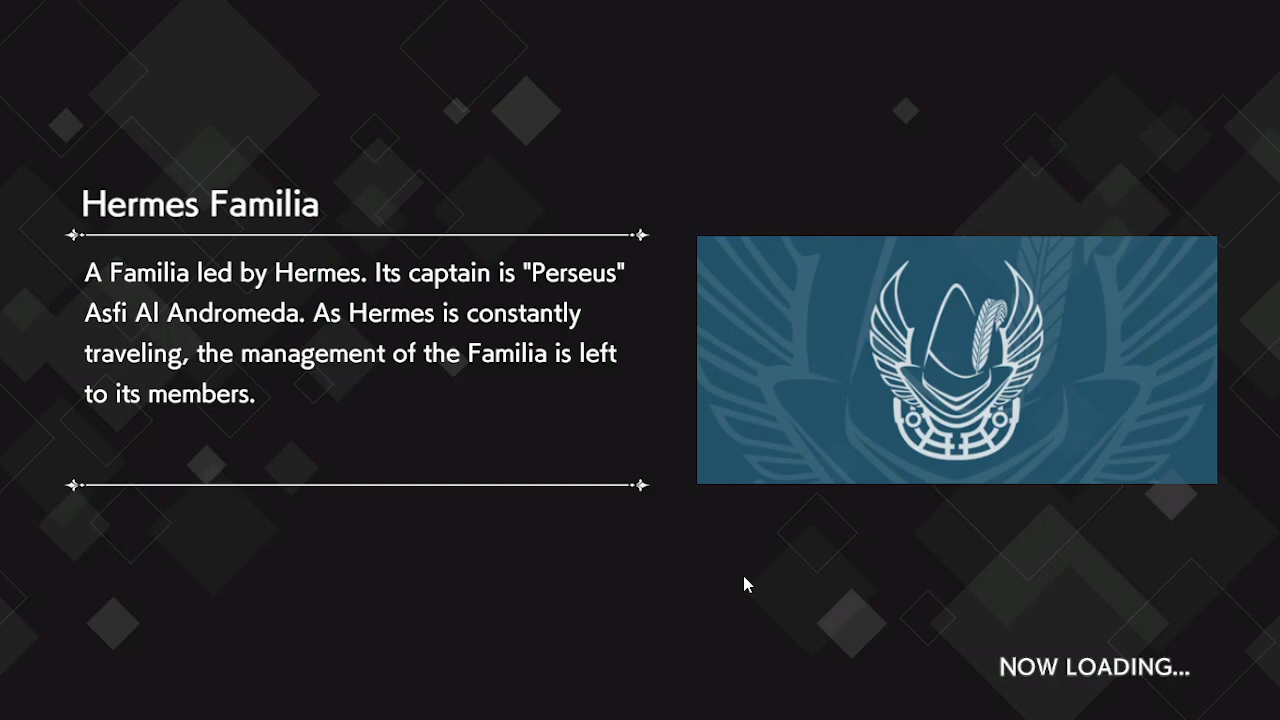 Hermes Familia
A Familia led by Hermes. Its captain is "Perseus"
Asfi Al Andromeda. As Hermes is constantly
traveling, the management of the Familia is left
to its members.
NOW LOADING...